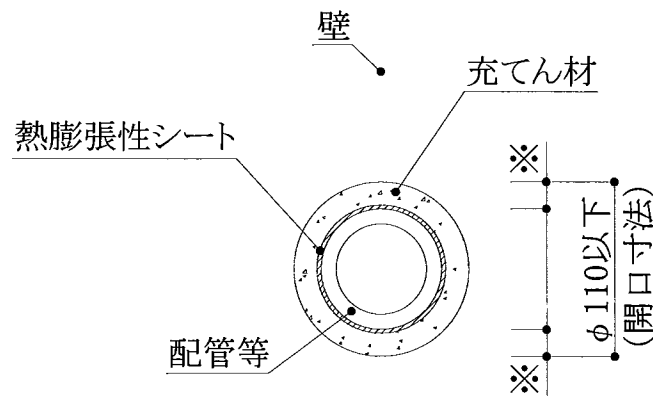 壁
充てん材
熱膨張性シート
※
φ110以下
(開口寸法)
配管等
※